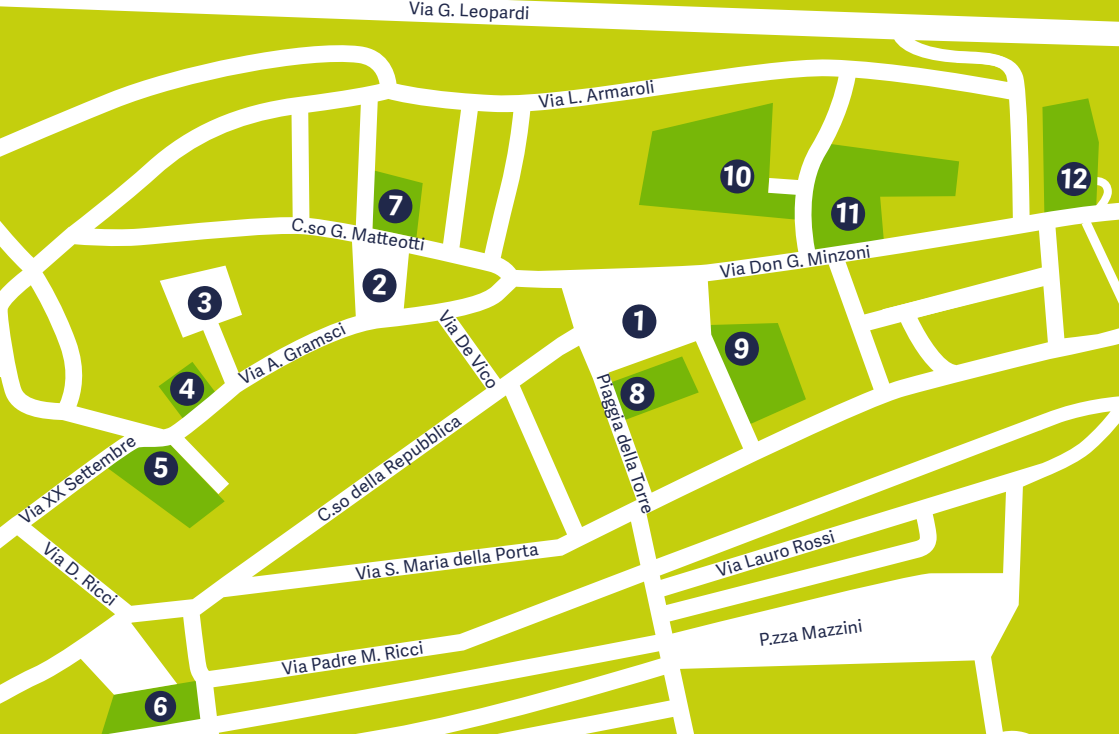 Via G. Leopardi
Via L. Armaroli
10
12
7
11
C.so G. Matteotti
Via Don G. Minzoni
2
3
1
Via A. Gramsci
Via De Vico
9
4
8
Piaggia della Torre
Via XX Settembre
5
C.so della Repubblica
Via D. Ricci
Via S. Maria della Porta
Via Lauro Rossi
P.zza Mazzini
Via Padre M. Ricci
6